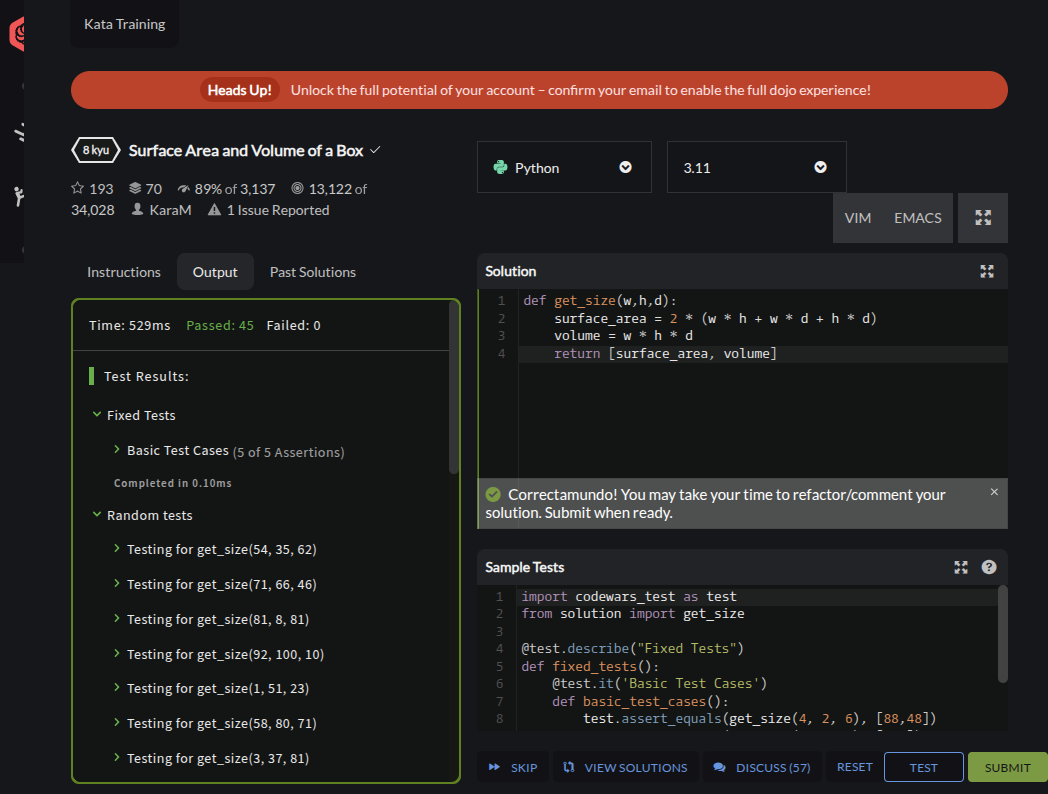 Kata Training
Heads Up! Unlock the full potential of your account – confirm your email to enable the full dojo experience!
8 kyu Surface Area and Volume of a Box
193 70 89% of 3,137 13,122 of
34,028 KaraM 1 Issue Reported
Python
3.11
VIM EMACS
Instructions Output Past Solutions
Time: 529ms Passed: 45 Failed: 0
Test Results:
Fixed Tests
Basic Test Cases (5 of 5 Assertions)
Completed in 0.10ms
Random tests
Testing for get_size(54, 35, 62)
Testing for get_size(71, 66, 46)
Testing for get_size(81, 8, 81)
Testing for get_size(92, 100, 10)
Testing for get_size(1, 51, 23)
Testing for get_size(58, 80, 71)
Testing for get_size(3, 37, 81)
Solution
1 def get_size(w,h,d):
2 surface_area = 2 * (w * h + w * d + h * d)
3 volume = w * h * d
4 return [surface_area, volume]
Correctamundo! You may take your time to refactor/comment your
solution. Submit when ready.
Sample Tests
1 import codewars_test as test
2 from solution import get_size
3
4 @test.describe("Fixed Tests")
5 def fixed_tests():
6 @test.it('Basic Test Cases')
7 def basic_test_cases():
8 test.assert_equals(get_size(4, 2, 6), [88,48])
SKIP VIEW SOLUTIONS DISCUSS (57) RESET TEST SUBMIT